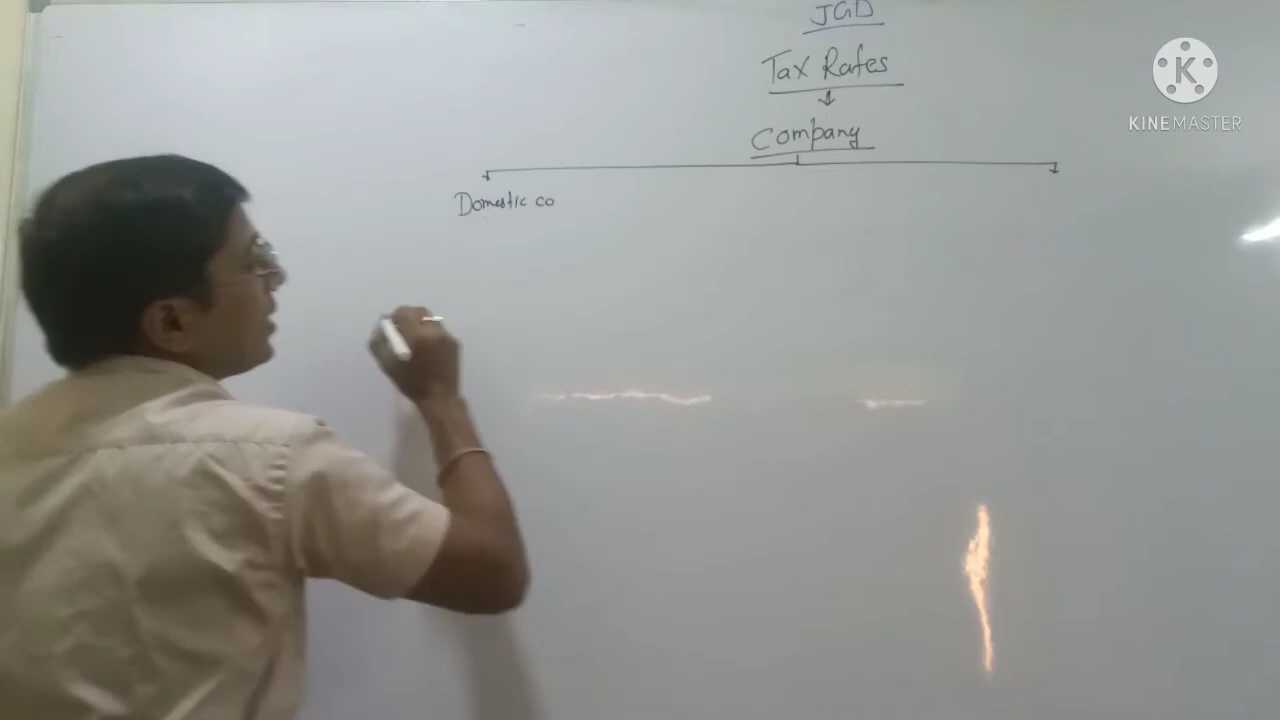 JGD
Tax Rates
Company
Domestic co
K
KINEMASTER